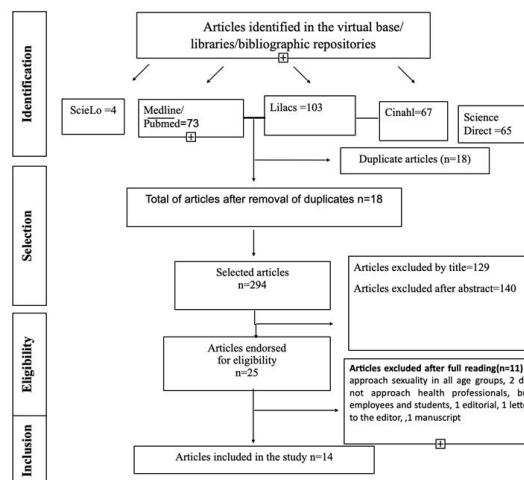 Identification
Articles identified in the virtual base/
libraries/bibliographic repositories
ScieLo =4
Medline/
Pubmed=73
Lilacs =103
Cinahl=67
Science
Direct =65
Duplicate articles (n=18)
Selection
Total of articles after removal of duplicates n=18
Selected articles
n=294
Articles excluded by title=129
Articles excluded after abstract=140
Eligibility
Articles endorsed
for eligibility
n=25
Articles excluded after full reading(n=11)
approach sexuality in all age groups, 2 d
not approach health professionals, bu
employees and students, 1 editorial, 1 lette
to the editor, ,1 manuscript
Inclusion
Articles included in the study n=14